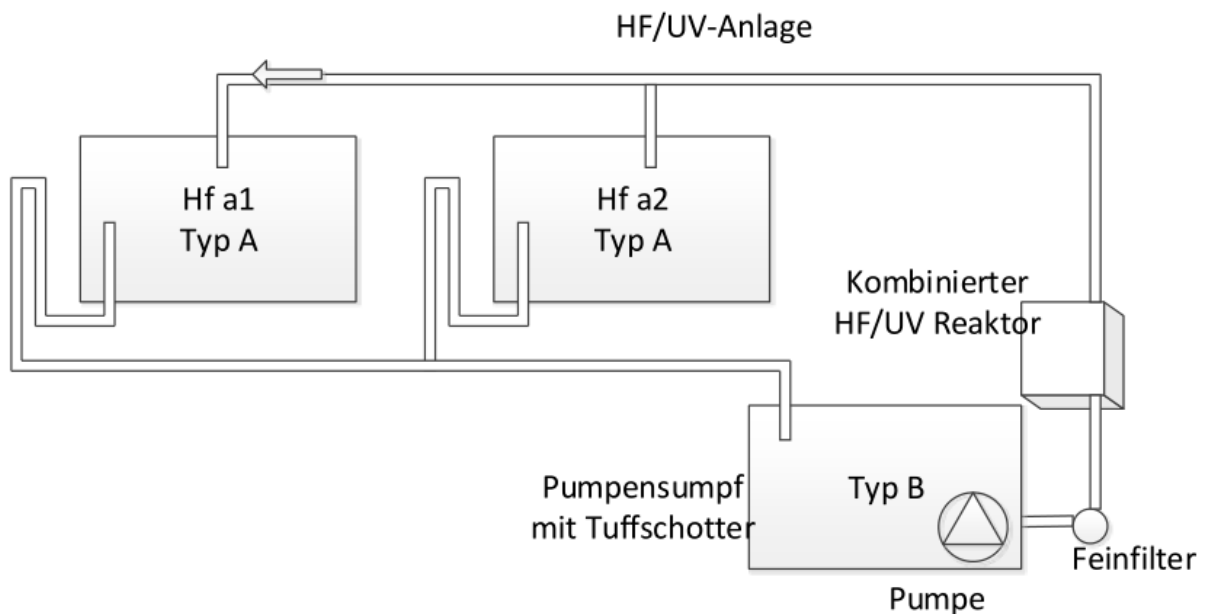 HF/UV-Anlage
Hf a1
Typ A
Hf a2
Typ A
Kombinierter
HF/UV Reaktor
Pumpensumpf
mit Tuffschotter
Typ B
Feinfilter
Pumpe